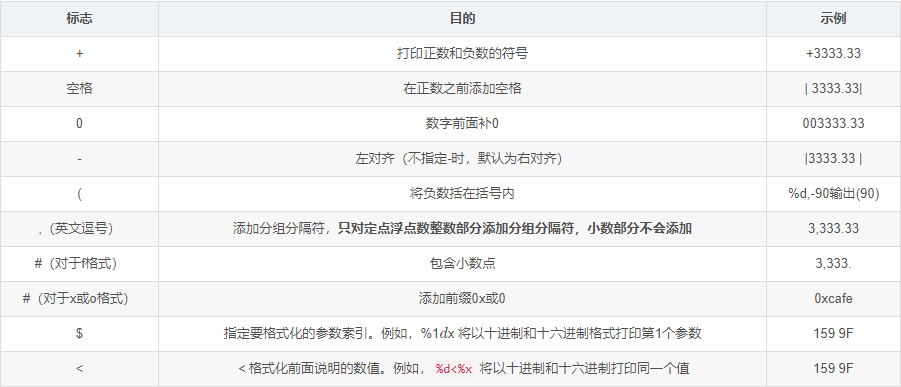 标志 目的 示例
+ 打印正数和负数的符号 +3333.33
空格 在正数之前添加空格 | 3333.33|
0 数字前面补0 003333.33
- 左对齐（不指定-时，默认为右对齐） |3333.33 |
( 将负数括在括号内 %d,-90输出(90)
,（英文逗号） 添加分组分隔符，只对定点浮点数整数部分添加分组分隔符，小数部分不会添加 3,333.33
#（对于f格式） 包含小数点 3,333.
#（对于x或o格式） 添加前缀0x或0 0xcafe
$ 指定要格式化的参数索引。例如，%1dx 将以十进制和十六进制格式打印第1个参数 159 9F
< < 格式化前面说明的数值。例如， %d<%x 将以十进制和十六进制打印同一个值 159 9F